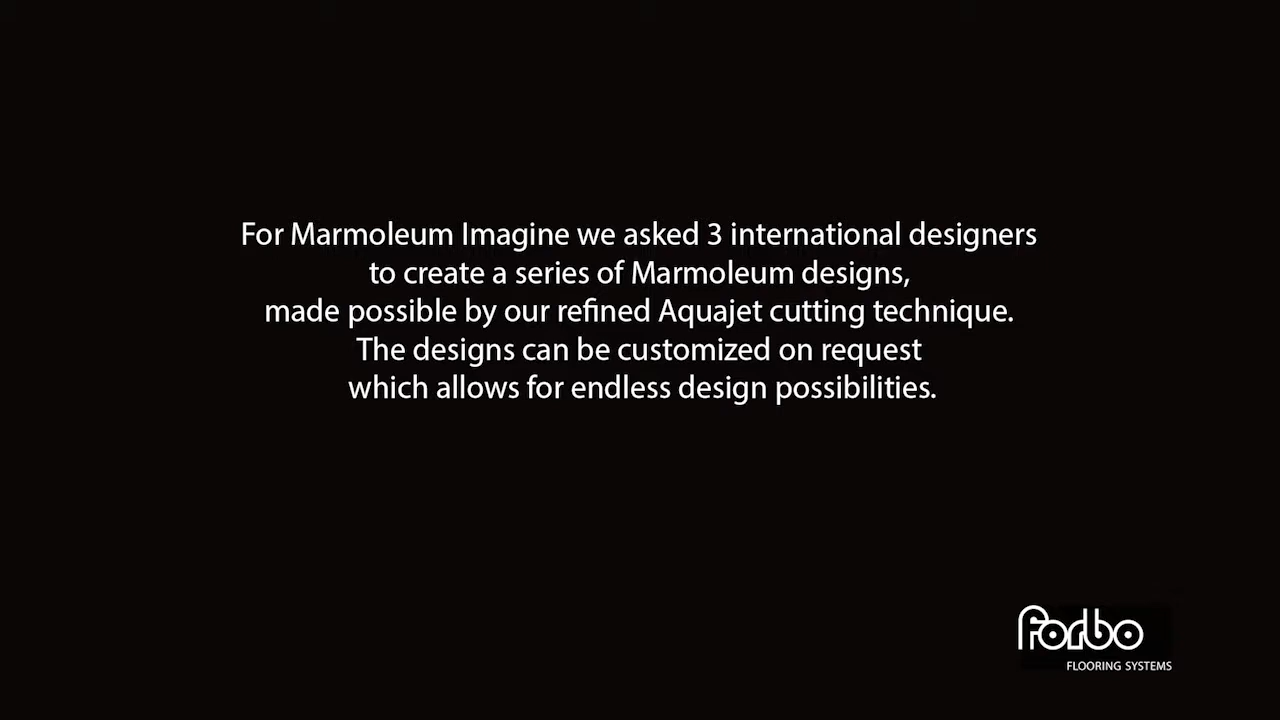 For Marmoleum Imagine we asked 3 international designers
to create a series of Marmoleum designs,
made possible by our refined Aquajet cutting technique.
The designs can be customized on request
which allows for endless design possibilities.
forbo
FLOORING SYSTEMS